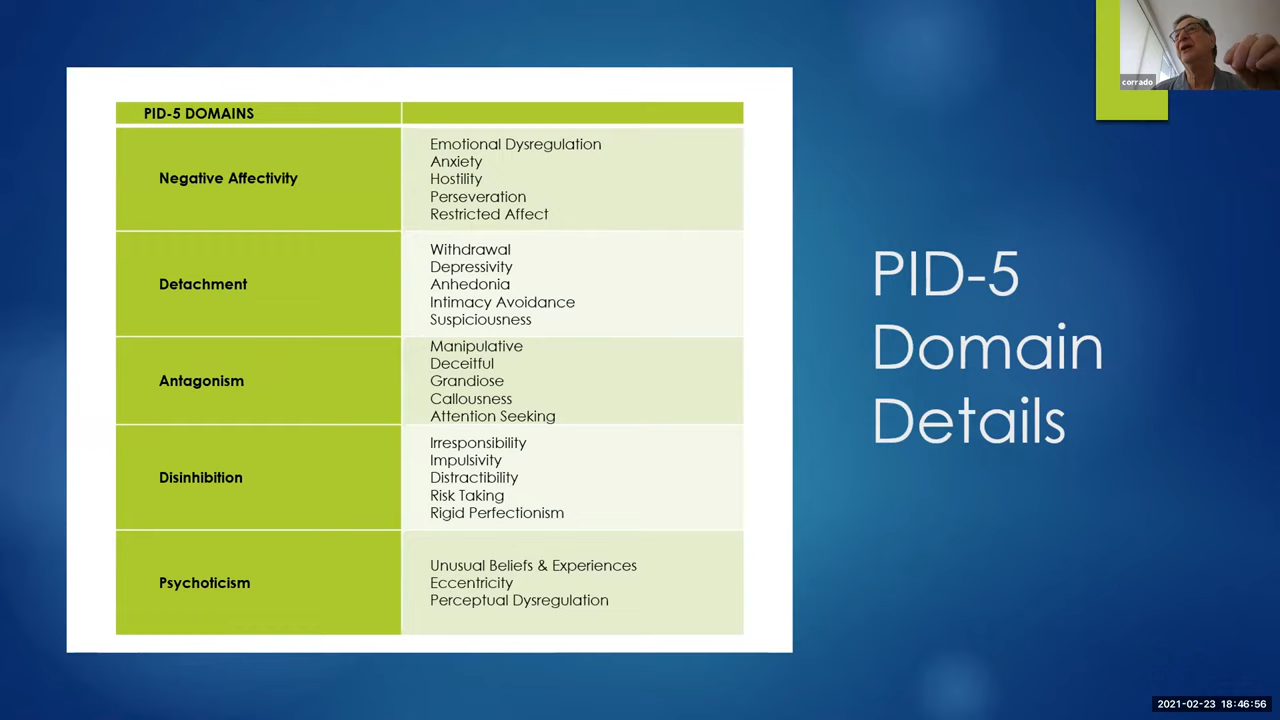 PID-5 DOMAINS
Negative Affectivity
Emotional Dysregulation
Anxiety
Hostility
Perseveration
Restricted Affect
Detachment
Withdrawal
Depressivity
Anhedonia
Intimacy Avoidance
Suspiciousness
Antagonism
Manipulative
Deceitful
Grandiose
Callousness
Attention Seeking
Disinhibition
Irresponsibility
Impulsivity
Distractibility
Risk Taking
Rigid Perfectionism
Psychoticism
Unusual Beliefs & Experiences
Eccentricity
Perceptual Dysregulation
PID-5
Domain
Details
corrado
2021-02-23 18:46:56